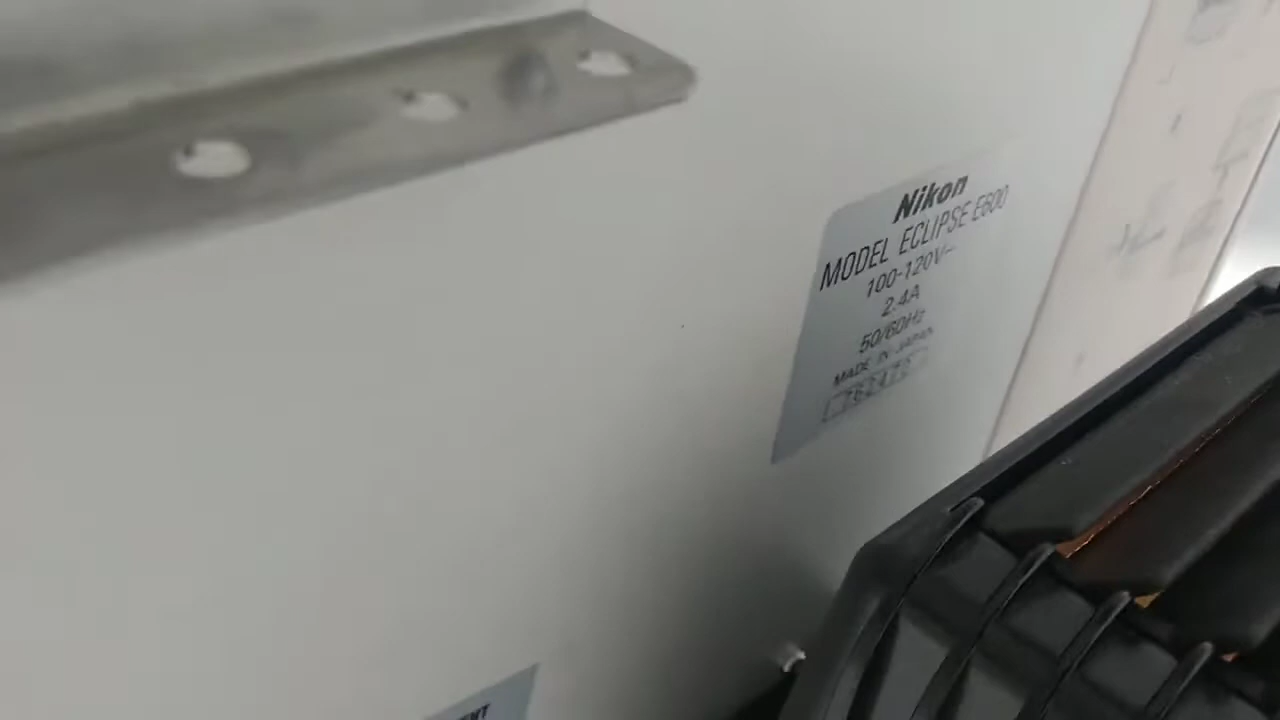 Nikon
MODEL ECLIPSE E600
100-120V~
2.4A
50/60Hz
MADE IN JAPAN